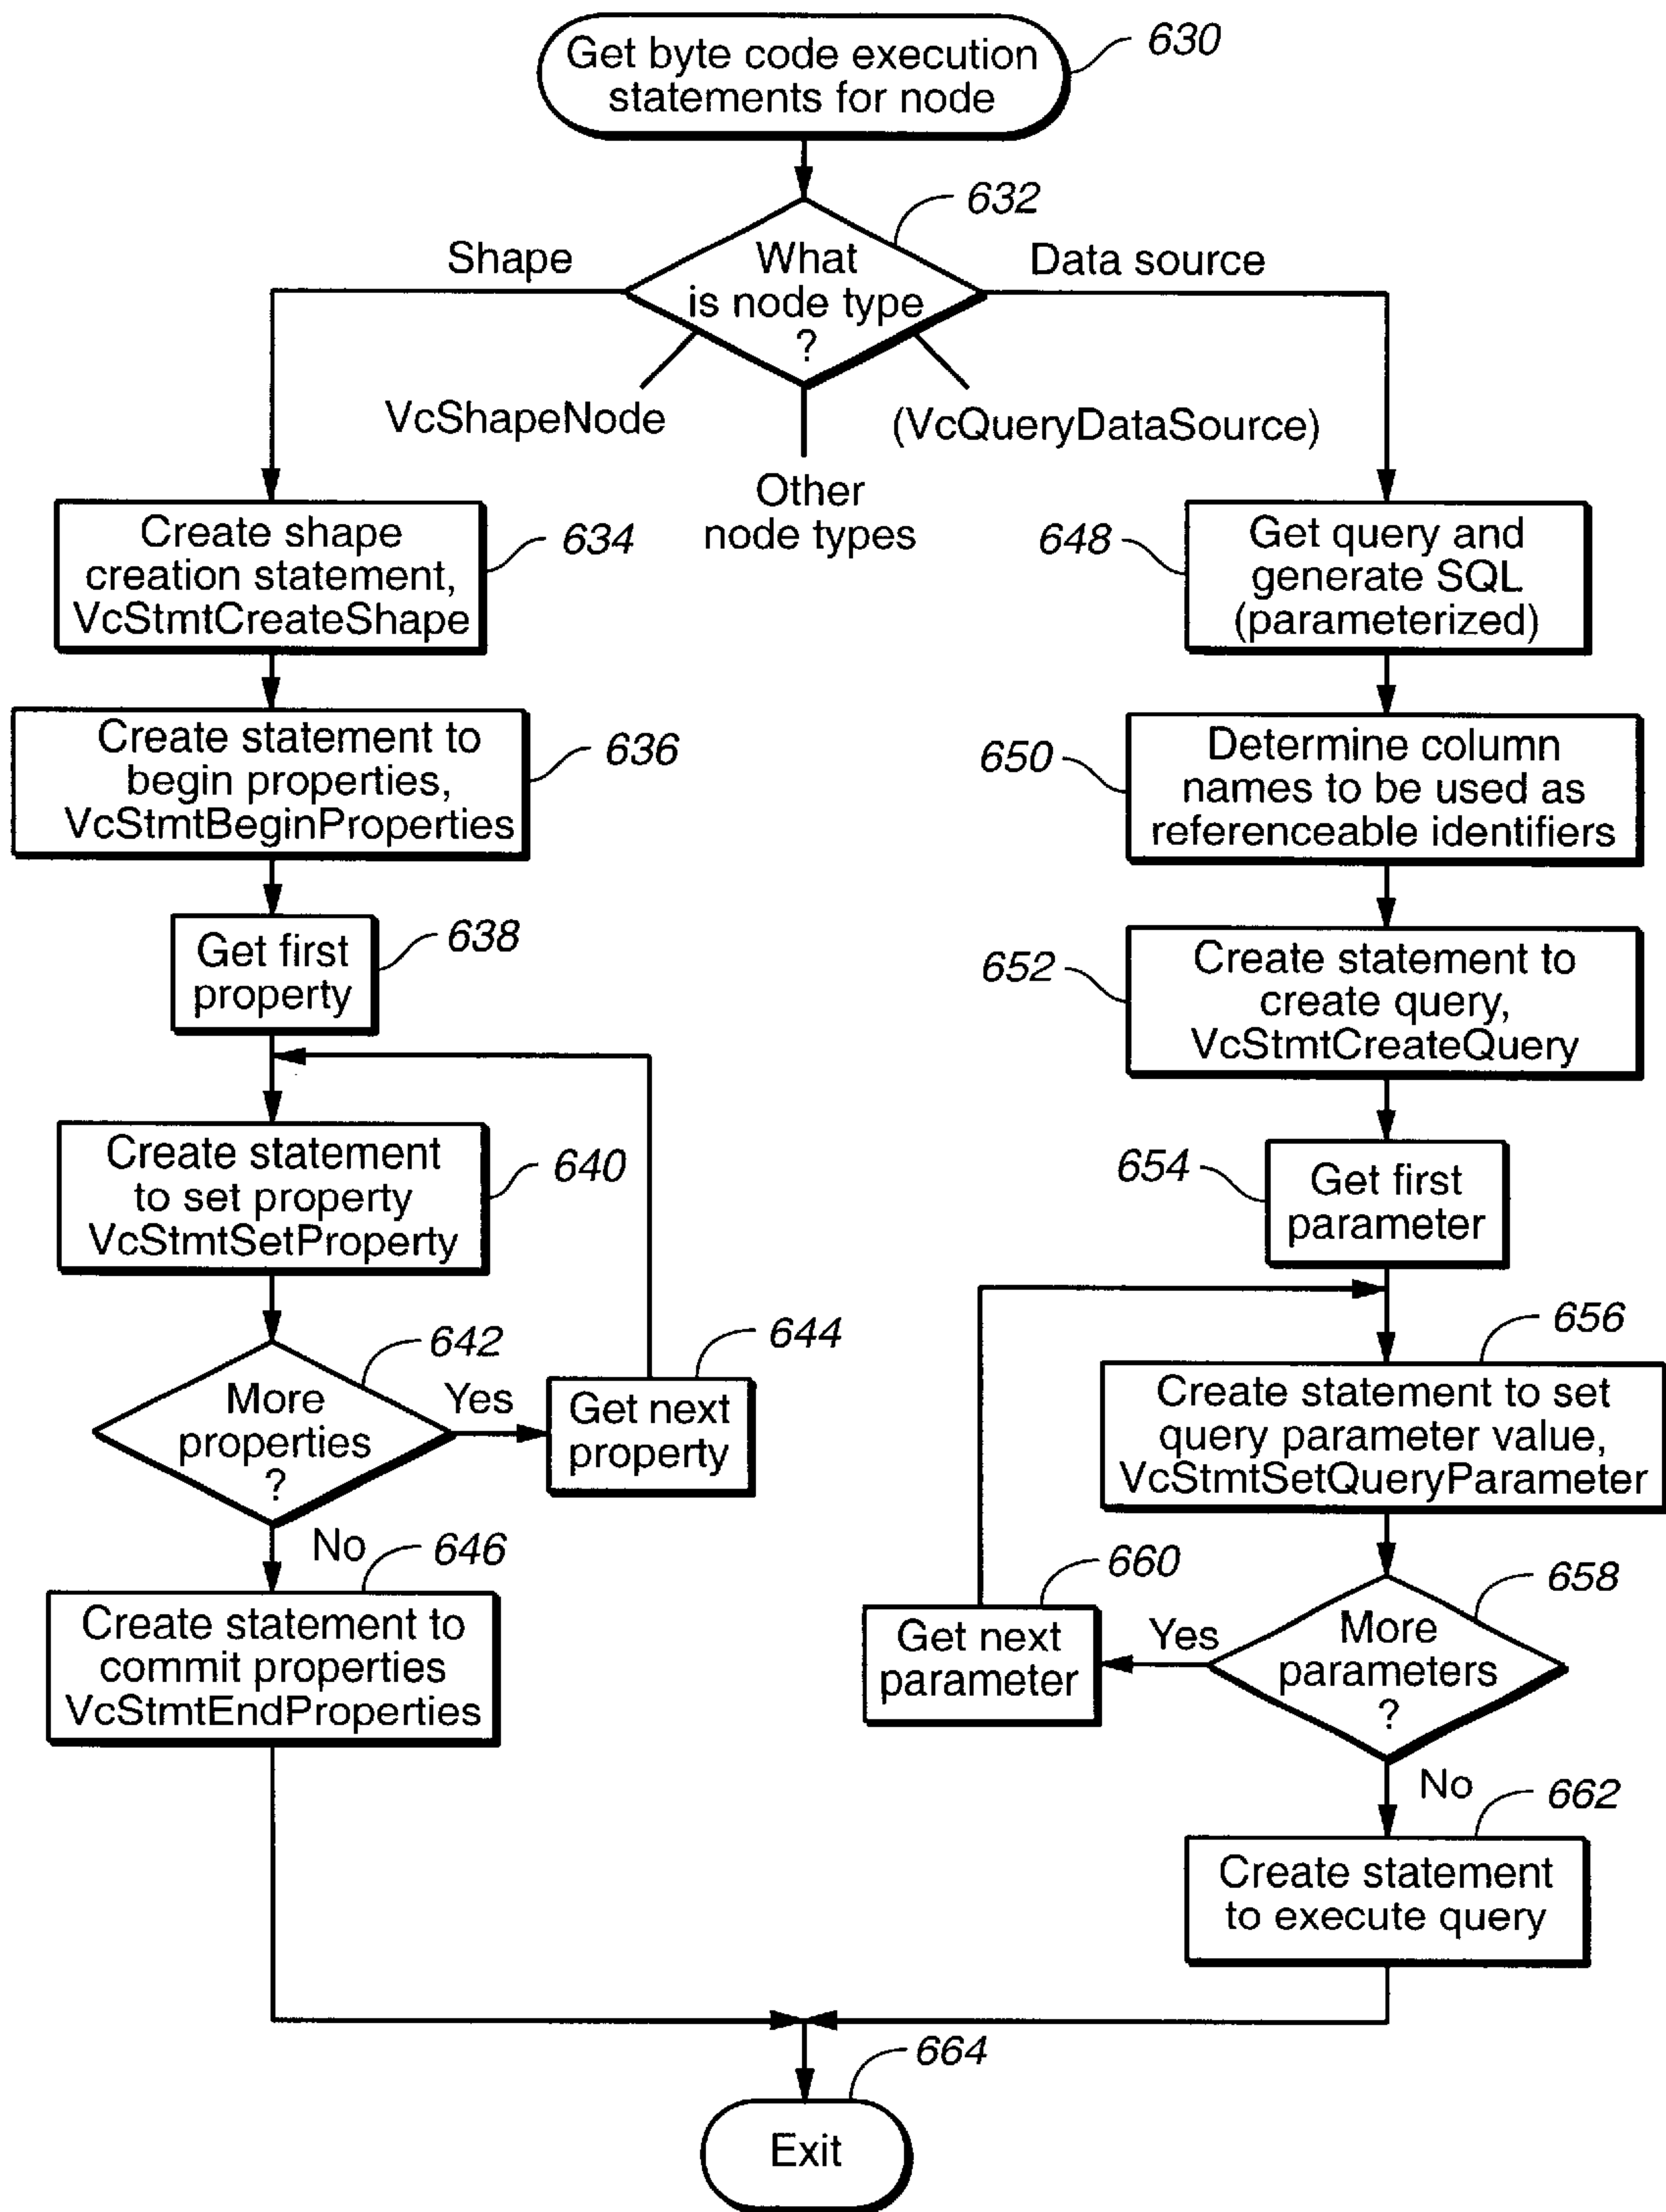 Get byte code execution
statements for node
630
632
What
is node type
?
Shape
Data source
VcShapeNode
(VcQueryDataSource)
Other
node types
Create shape
creation statement,
VcStmtCreateShape
634
Create statement to
begin properties,
VcStmtBeginProperties
636
Get first
property
638
Create statement
to set property
VcStmtSetProperty
640
More
properties
?
642
Yes
Get next
property
644
No
Create statement to
commit properties
VcStmtEndProperties
646
648
Get query and
generate SQL
(parameterized)
650
Determine column
names to be used as
referenceable identifiers
652
Create statement to
create query,
VcStmtCreateQuery
654
Get first
parameter
656
Create statement to set
query parameter value,
VcStmtSetQueryParameter
658
More
parameters
?
Yes
660
Get next
parameter
No
662
Create statement
to execute query
664
Exit